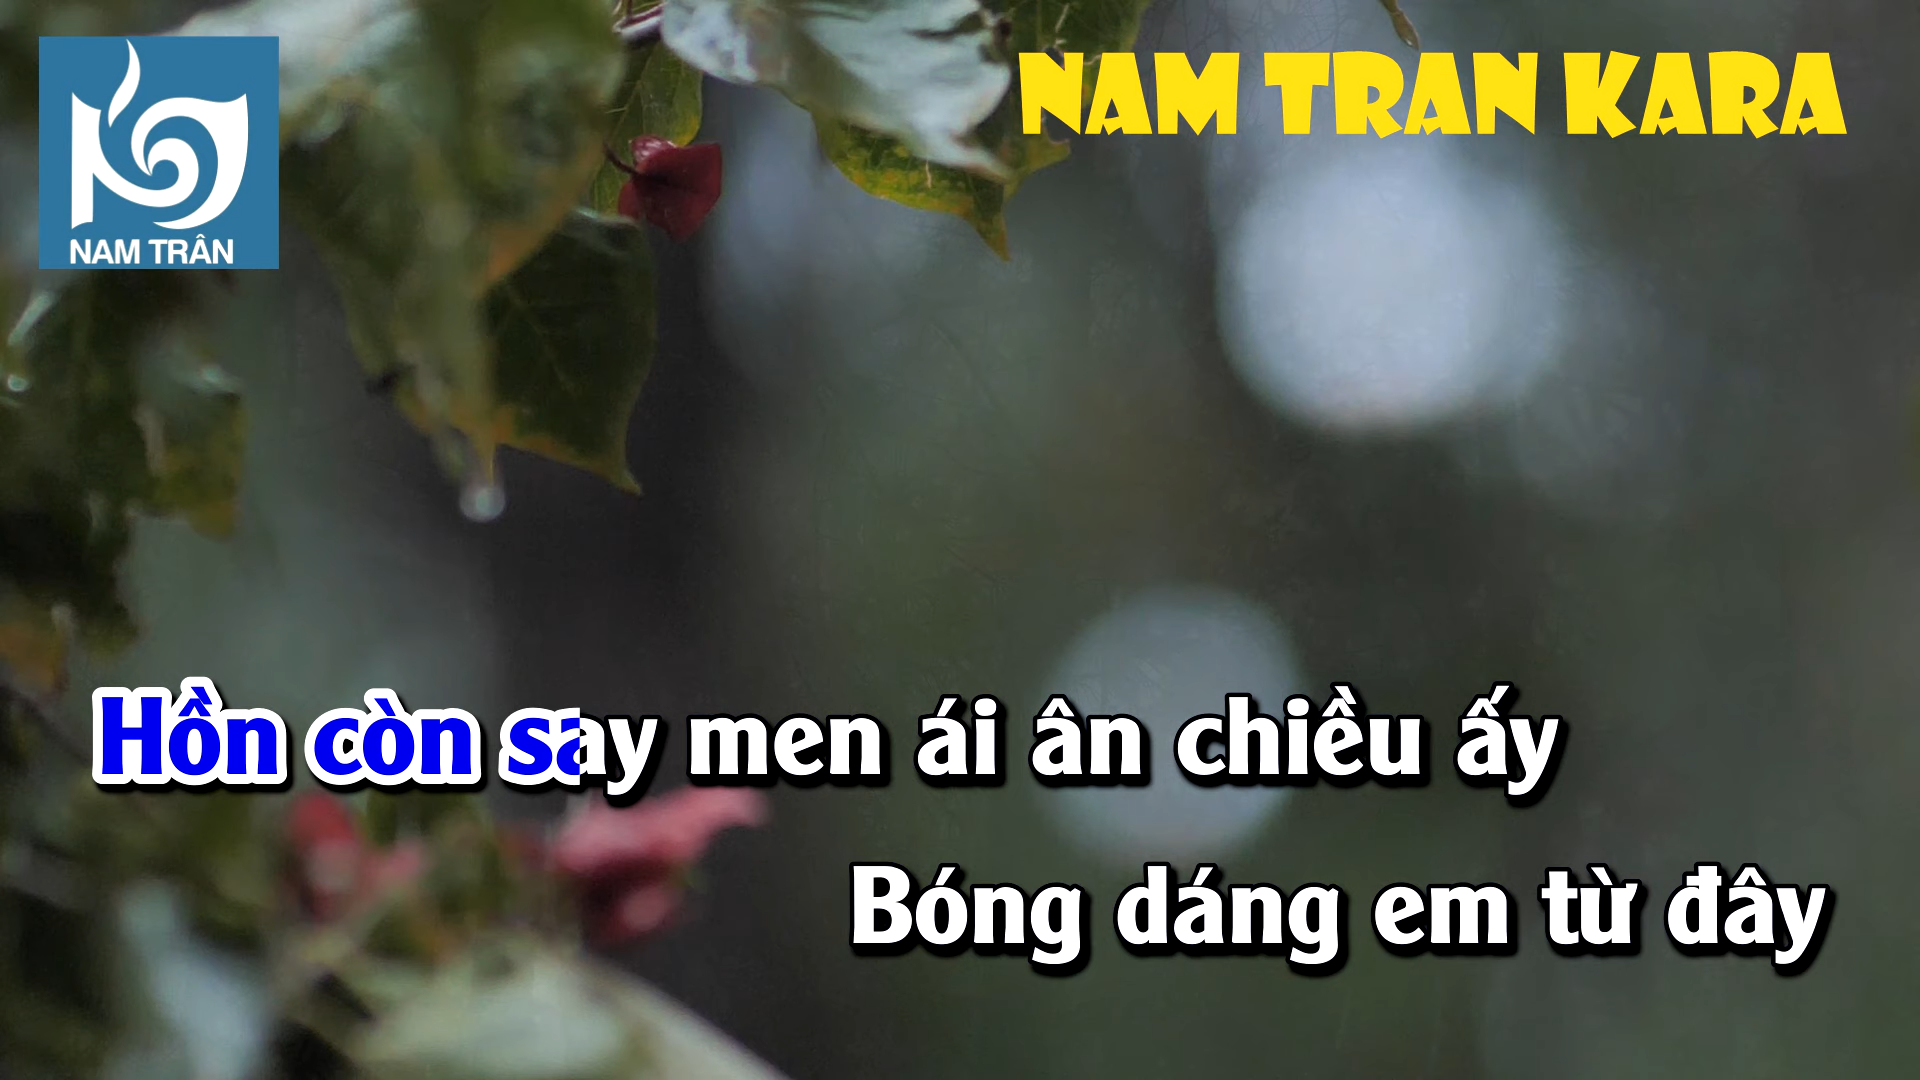 NAM TRAN KARA
NAM TRÂN
Hồn còn say men ái ân chiều ấy
Bóng dáng em từ đây